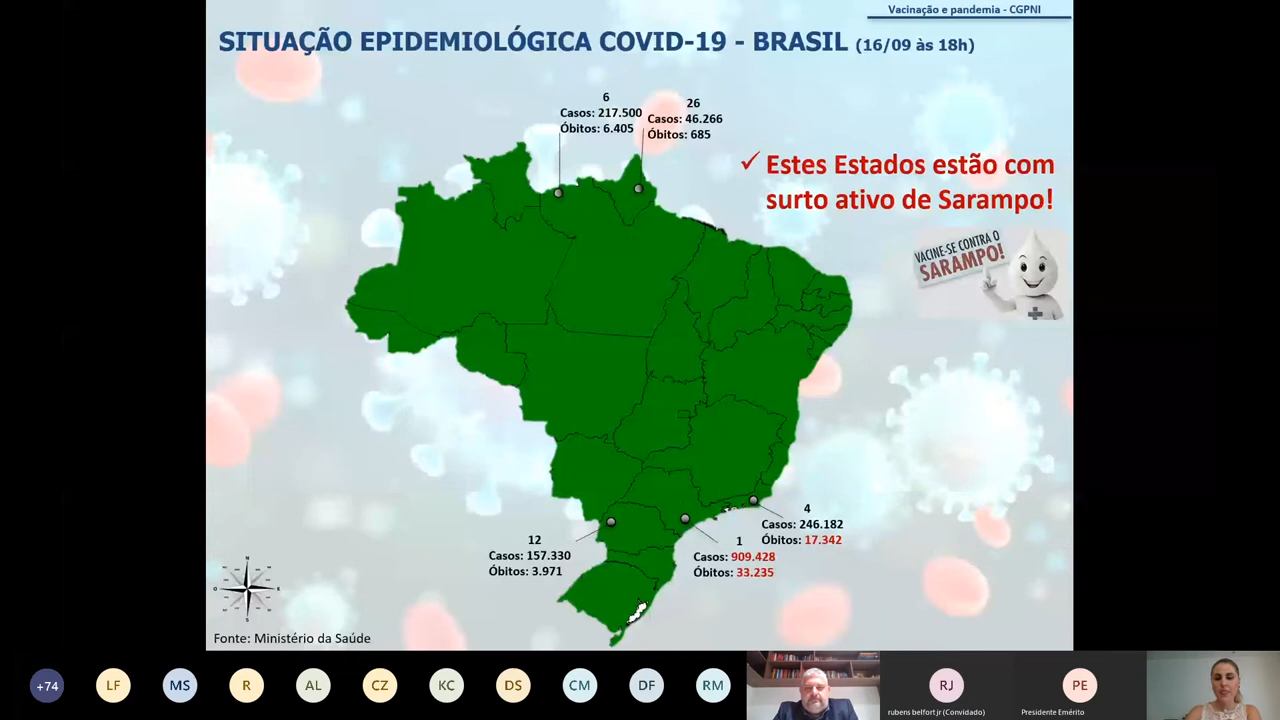 Vacinação e pandemia - CGPNI
SITUAÇÃO EPIDEMIOLÓGICA COVID-19 - BRASIL (16/09 às 18h)
6
Casos: 217.500
Óbitos: 6.405
26
Casos: 46.266
Óbitos: 685
✓ Estes Estados estão com
surto ativo de Sarampo!
VACINE-SE CONTRA O
SARAMPO!
4
Casos: 246.182
Óbitos: 17.342
12
Casos: 157.330
Óbitos: 3.971
1
Casos: 909.428
Óbitos: 33.235
N
O
E
S
Fonte: Ministério da Saúde
+74
LF
MS
R
AL
CZ
KC
DS
CM
DF
RM
RJ
rubens belfort jr (Convidado)
PE
Presidente Emérito